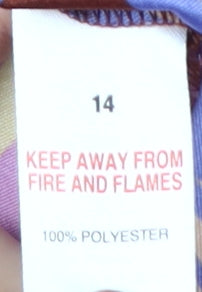 14
KEEP AWAY FROM
FIRE AND FLAMES
100% POLYESTER